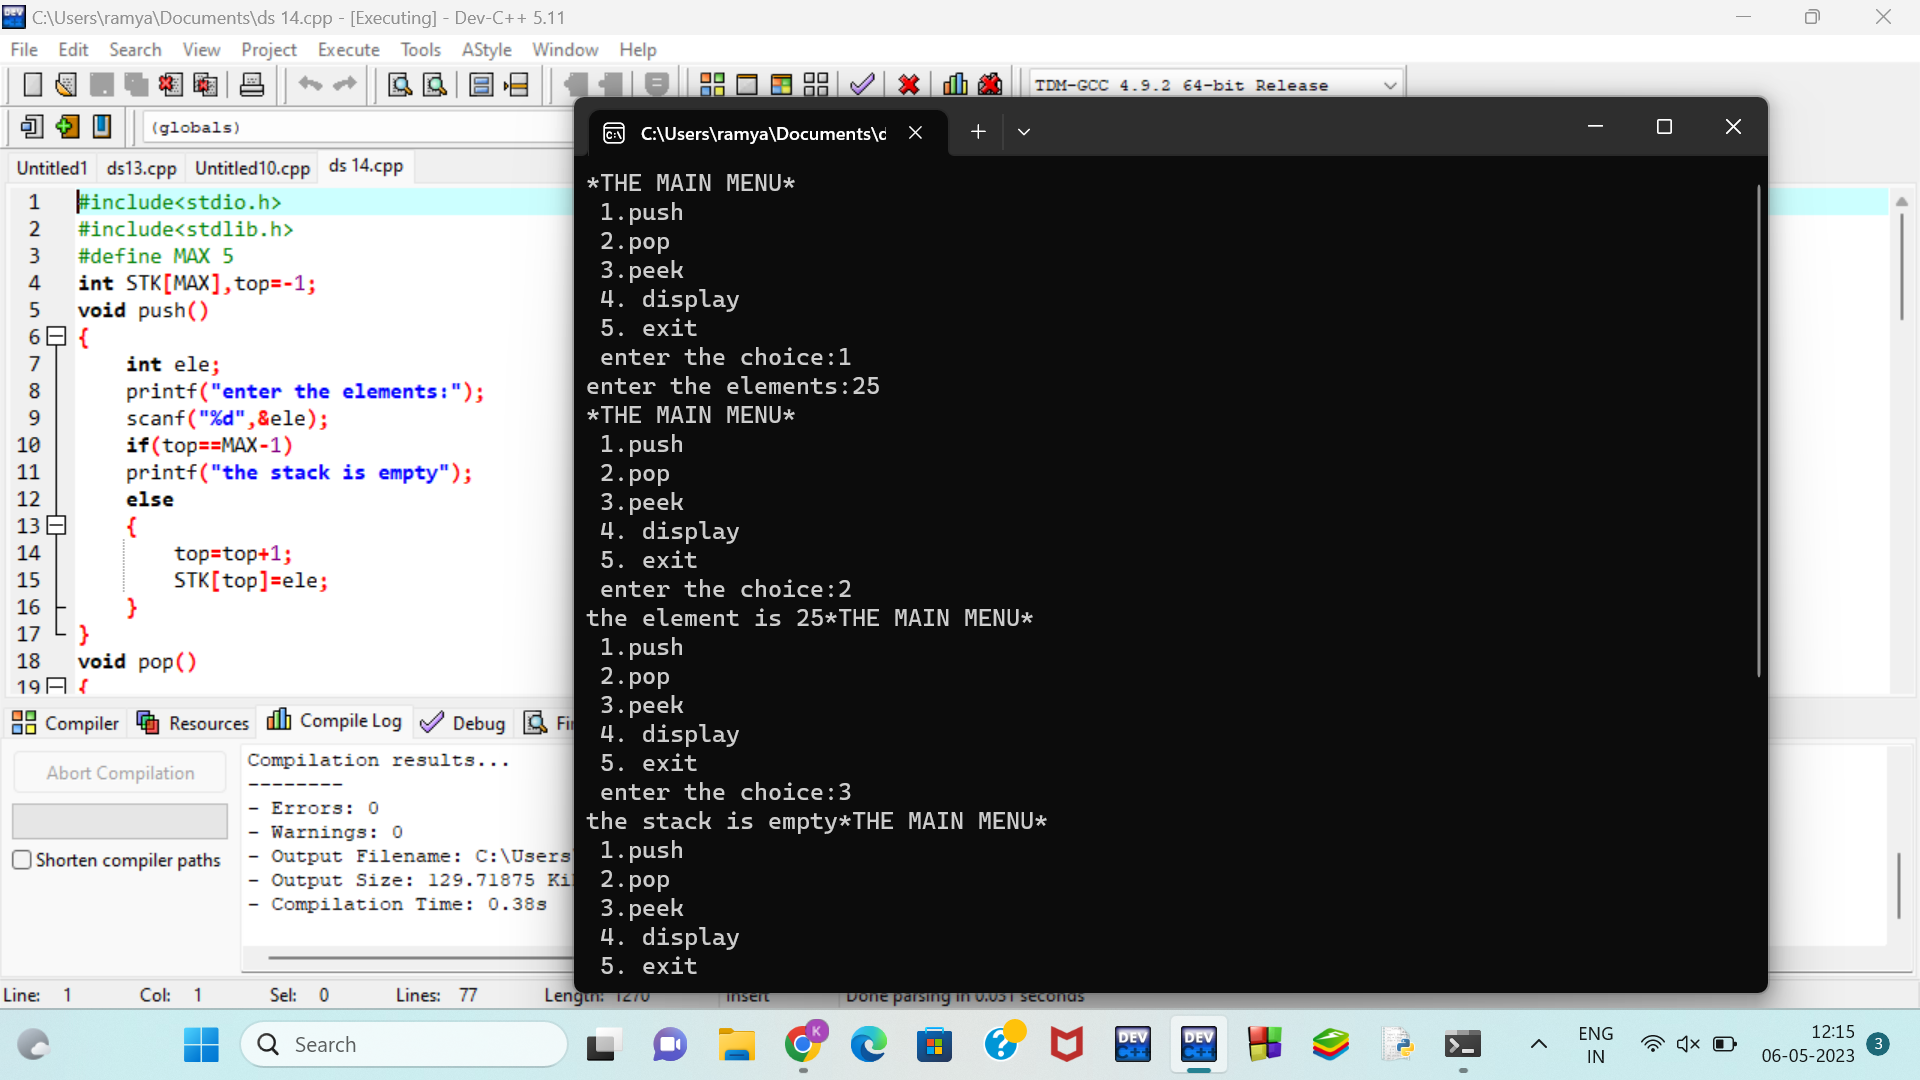 C:\Users\ramya\Documents\ds 14.cpp - [Executing] - Dev-C++ 5.11
File Edit Search View Project Execute Tools AStyle Window Help
TDM-GCC 4.9.2 64-bit Release
(globals)
Untitled1 ds13.cpp Untitled10.cpp ds 14.cpp
1 #include<stdio.h>
2 #include<stdlib.h>
3 #define MAX 5
4 int STK[MAX],top=-1;
5 void push()
6 {
7 int ele;
8 printf("enter the elements:");
9 scanf("%d",&ele);
10 if(top==MAX-1)
11 printf("the stack is empty");
12 else
13 {
14 top=top+1;
15 STK[top]=ele;
16 }
17 }
18 void pop()
19 {
C:\Users\ramya\Documents\d
*THE MAIN MENU*
1.push
2.pop
3.peek
4. display
5. exit
enter the choice:1
enter the elements:25
*THE MAIN MENU*
1.push
2.pop
3.peek
4. display
5. exit
enter the choice:2
the element is 25*THE MAIN MENU*
1.push
2.pop
3.peek
4. display
5. exit
enter the choice:3
the stack is empty*THE MAIN MENU*
1.push
2.pop
3.peek
4. display
5. exit
Compiler Resources Compile Log Debug
Abort Compilation
Shorten compiler paths
Compilation results...
--------
- Errors: 0
- Warnings: 0
- Output Filename: C:\Users
- Output Size: 129.71875
- Compilation Time: 0.38s
Line: 1 Col: 1 Sel: 0 Lines: 77 Length: 1270 Insert Done parsing in 0.031 seconds
Search
K
DEV C++
DEV C++
ENG
IN
12:15
06-05-2023
3